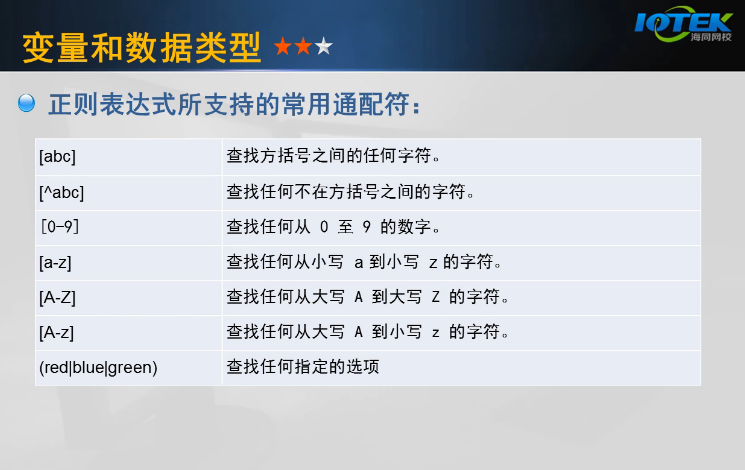 变量和数据类型
IOTEK
海同网校
正则表达式所支持的常用通配符：
[abc] 查找方括号之间的任何字符。
[^abc] 查找任何不在方括号之间的字符。
[0-9] 查找任何从 0 至 9 的数字。
[a-z] 查找任何从小写 a 到小写 z 的字符。
[A-Z] 查找任何从大写 A 到大写 Z 的字符。
[A-z] 查找任何从大写 A 到小写 z 的字符。
(red|blue|green) 查找任何指定的选项